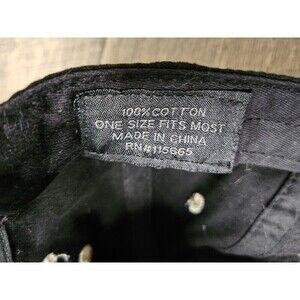 100% COTTON
ONE SIZE FITS MOST
MADE IN CHINA
RN#115665